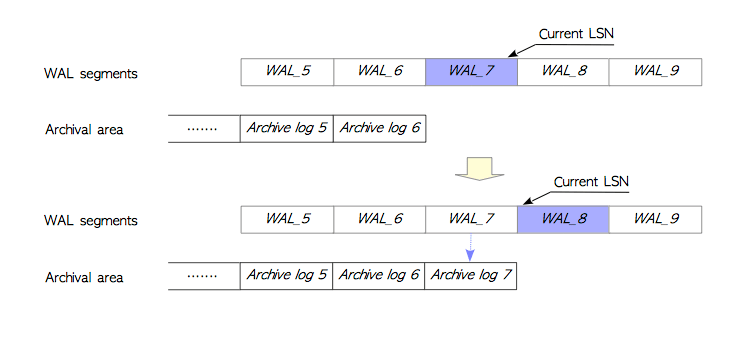 Current LSN
WAL segments WAL_5 WAL_6 WAL_7 WAL_8 WAL_9
Archival area ....... Archive log 5 Archive log 6
Current LSN
WAL segments WAL_5 WAL_6 WAL_7 WAL_8 WAL_9
Archival area ....... Archive log 5 Archive log 6 Archive log 7